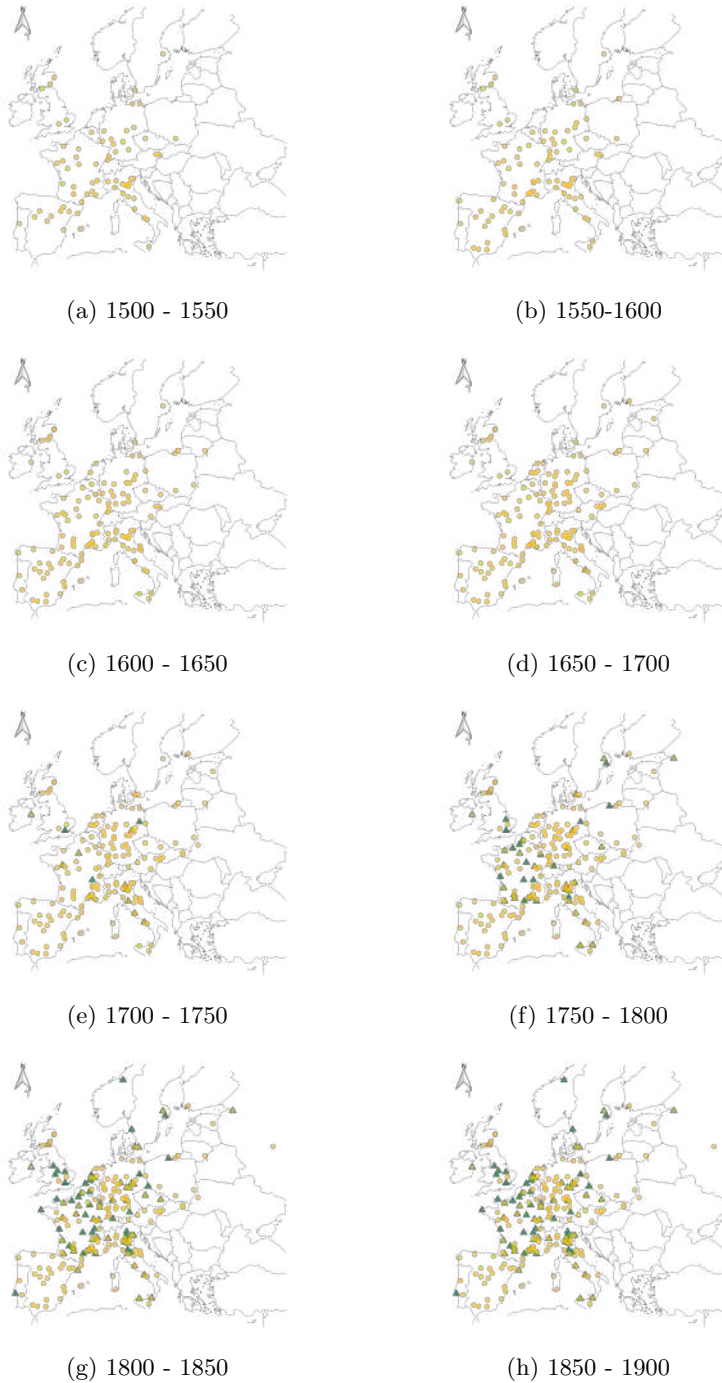 (a) 1500 - 1550
(b) 1550-1600
(c) 1600 - 1650
(d) 1650 - 1700
(e) 1700 - 1750
(f) 1750 - 1800
(g) 1800 - 1850
(h) 1850 - 1900